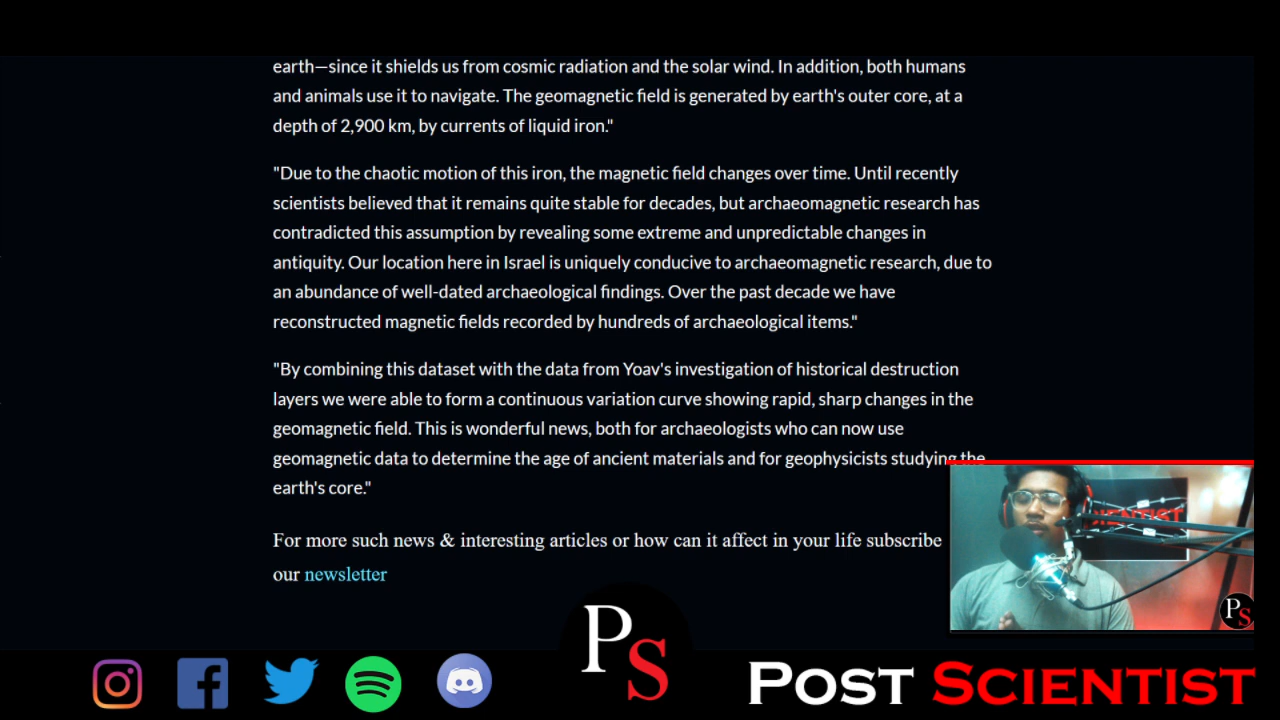 earth—since it shields us from cosmic radiation and the solar wind. In addition, both humans
and animals use it to navigate. The geomagnetic field is generated by earth's outer core, at a
depth of 2,900 km, by currents of liquid iron."
"Due to the chaotic motion of this iron, the magnetic field changes over time. Until recently
scientists believed that it remains quite stable for decades, but archaeomagnetic research has
contradicted this assumption by revealing some extreme and unpredictable changes in
antiquity. Our location here in Israel is uniquely conducive to archaeomagnetic research, due to
an abundance of well-dated archaeological findings. Over the past decade we have
reconstructed magnetic fields recorded by hundreds of archaeological items."
"By combining this dataset with the data from Yoav's investigation of historical destruction
layers we were able to form a continuous variation curve showing rapid, sharp changes in the
geomagnetic field. This is wonderful news, both for archaeologists who can now use
geomagnetic data to determine the age of ancient materials and for geophysicists studying the
earth's core."
For more such news & interesting articles or how can it affect in your life subscribe
our newsletter
PS
PS
POST SCIENTIST